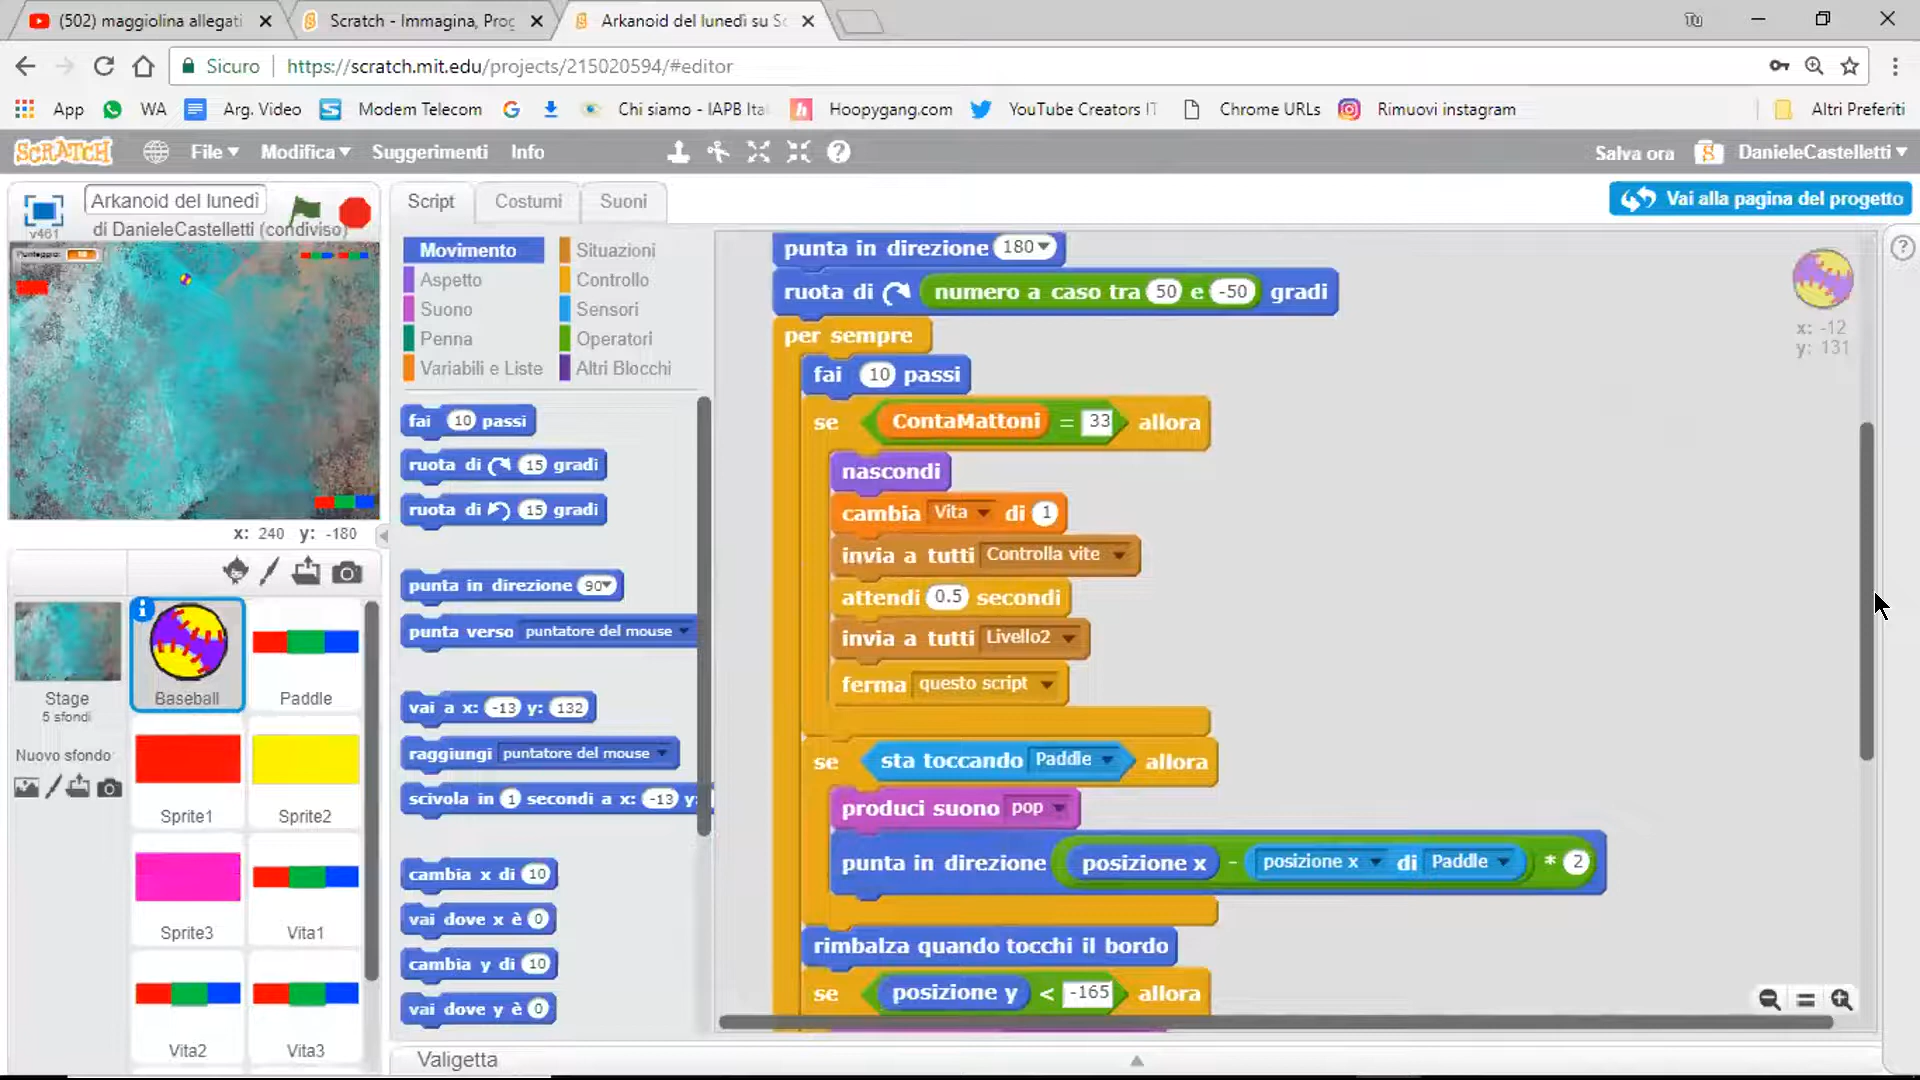 (502) maggiolina allegati
Scratch - Immagina, Prog
Arkanoid del lunedì su Sc
Tu
Sicuro
https://scratch.mit.edu/projects/215020594/#editor
App
WA
Arg. Video
Modem Telecom
Chi siamo - IAPB Ita
Hoopygang.com
YouTube Creators IT
Chrome URLs
Rimuovi instagram
Altri Preferiti
SCRATCH
File
Modifica
Suggerimenti
Info
Salva ora
DanieleCastelletti
v461
Arkanoid del lunedì
di DanieleCastelletti (condiviso)
Script
Costumi
Suoni
Vai alla pagina del progetto
Movimento
Aspetto
Suono
Penna
Variabili e Liste
Situazioni
Controllo
Sensori
Operatori
Altri Blocchi
x: 240 y: -180
Stage
5 sfondi
Nuovo sfondo
Baseball
Paddle
Sprite1
Sprite2
Sprite3
Vita1
Vita2
Vita3
fai 10 passi
ruota di 15 gradi
ruota di 15 gradi
punta in direzione 90
punta verso puntatore del mouse
vai a x: -13 y: 132
raggiungi puntatore del mouse
scivola in 1 secondi a x: -13 y:
cambia x di 10
vai dove x è 0
cambia y di 10
vai dove y è 0
punta in direzione 180
ruota di numero a caso tra 50 e -50 gradi
per sempre
fai 10 passi
se ContaMattoni = 33 allora
nascondi
cambia Vita di 1
invia a tutti Controlla vite
attendi 0.5 secondi
invia a tutti Livello2
ferma questo script
se sta toccando Paddle allora
produci suono pop
punta in direzione posizione x - posizione x di Paddle * 2
rimbalza quando tocchi il bordo
se posizione y < -165 allora
x: -12
y: 131
Valigetta